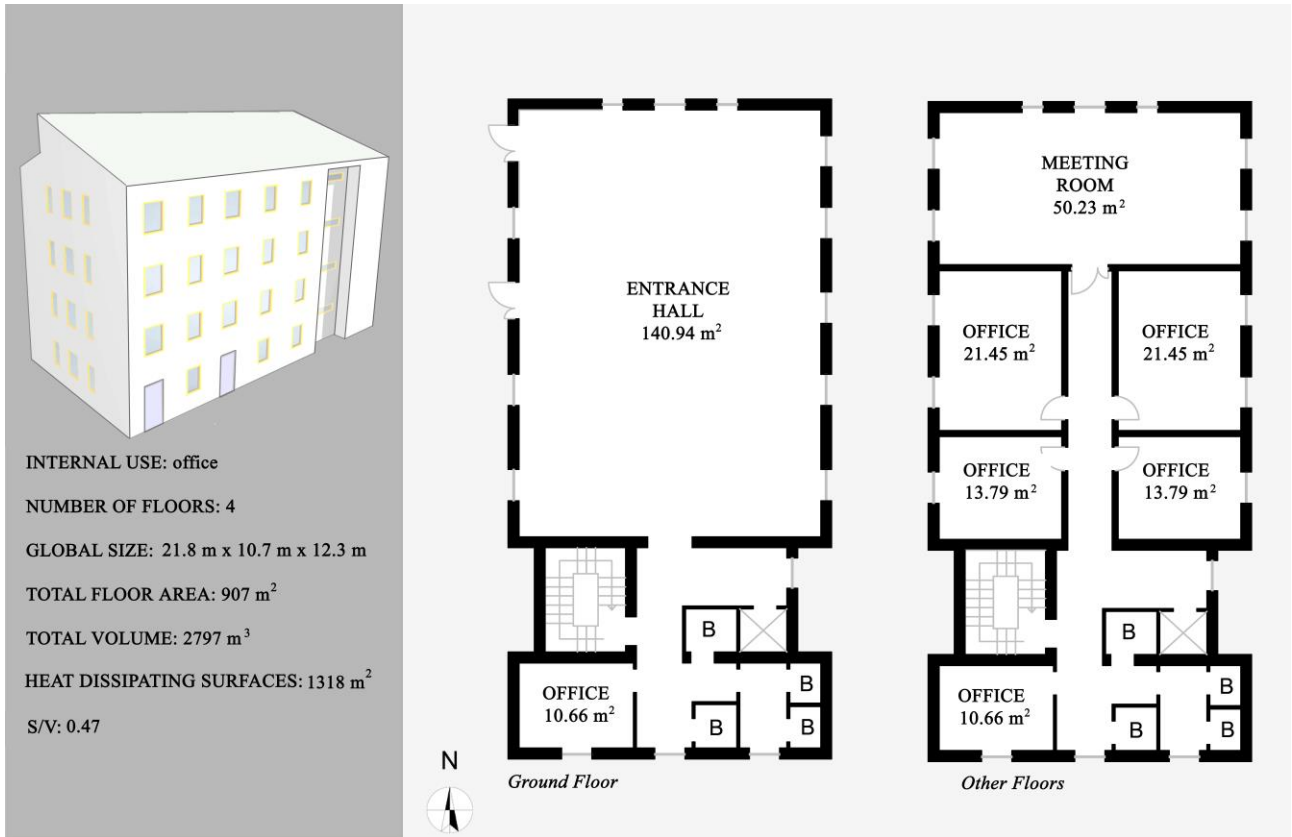 INTERNAL USE: office
NUMBER OF FLOORS: 4
GLOBAL SIZE: 21.8 m x 10.7 m x 12.3 m
TOTAL FLOOR AREA: 907 m²
TOTAL VOLUME: 2797 m³
HEAT DISSIPATING SURFACES: 1318 m²
S/V: 0.47
ENTRANCE
HALL
140.94 m²
B
OFFICE
10.66 m²
B
B
B
N
Ground Floor
MEETING
ROOM
50.23 m²
OFFICE
21.45 m²
OFFICE
21.45 m²
OFFICE
13.79 m²
OFFICE
13.79 m²
B
OFFICE
10.66 m²
B
B
B
Other Floors